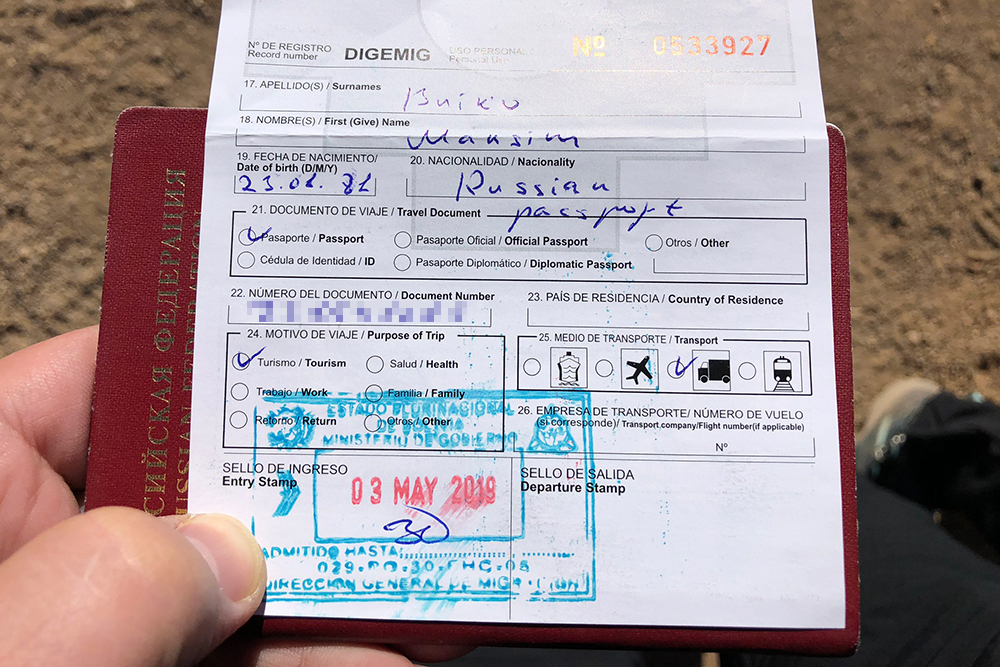 Nº DE REGISTRO
Record number
DIGEMIG
USO PERSONAL
Personal Use
Nº 0533927
17. APELLIDO(S) / Surnames
18. NOMBRE(S) / First (Give) Name
Maksim
19. FECHA DE NACIMIENTO/
Date of birth (D/M/Y)
20. NACIONALIDAD / Nacionality
Russian
passport
21. DOCUMENTO DE VIAJE / Travel Document
Pasaporte / Passport
Pasaporte Oficial / Official Passport
Otros / Other
Cédula de Identidad / ID
Pasaporte Diplomático / Diplomatic Passport
22. NÚMERO DEL DOCUMENTO / Document Number
23. PAÍS DE RESIDENCIA / Country of Residence
24. MOTIVO DE VIAJE / Purpose of Trip
25. MEDIO DE TRANSPORTE / Transport
Turismo / Tourism
Salud / Health
Trabajo / Work
Familia / Family
Retorno / Return
Otros / Other
26. EMPRESA DE TRANSPORTE/ NÚMERO DE VUELO
(si corresponde)/ Transport company/Flight number(if applicable)
Nº
SELLO DE INGRESO
Entry Stamp
SELLO DE SALIDA
Departure Stamp
ESTADO PLURINACIONAL
DE BOLIVIA
MINISTERIO DE GOBIERNO
03 MAY 2019
30
ADMITIDO HASTA:
DIRECCION GENERAL DE MIGRACION
ИЙСКАЯ ФЕДЕРАЦИЯ
RUSSIAN FEDERATION